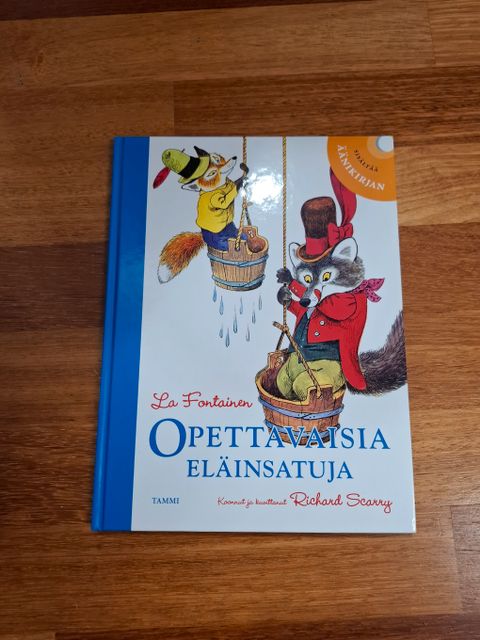 SISÄLTÄÄ
ÄÄNIKIRJAN
La Fontainen
OPETTAVAISIA
ELÄINSATUJA
TAMMI
Koonnut ja kuvittanut Richard Scarry